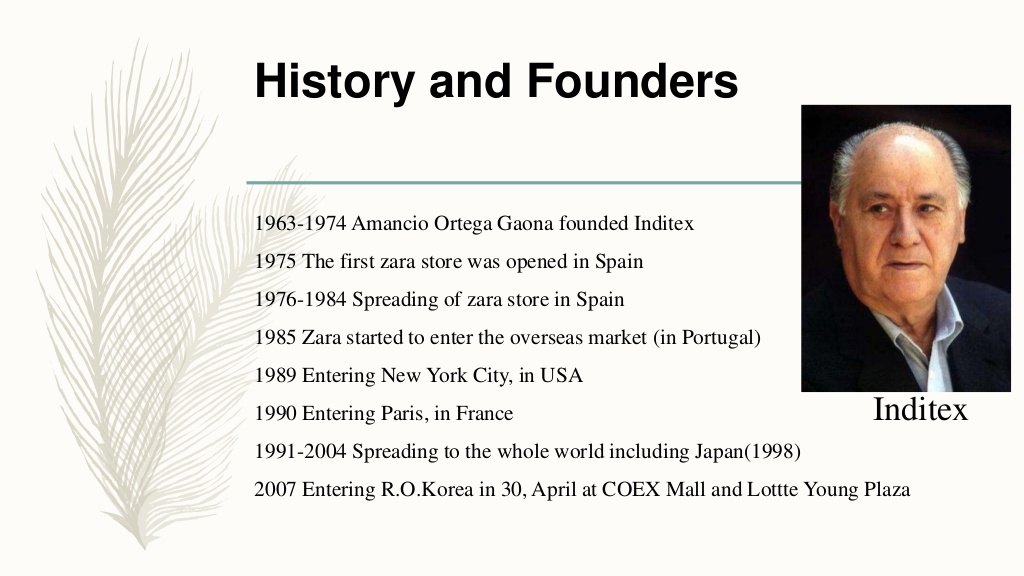 History and Founders
1963-1974 Amancio Ortega Gaona founded Inditex
1975 The first zara store was opened in Spain
1976-1984 Spreading of zara store in Spain
1985 Zara started to enter the overseas market (in Portugal)
1989 Entering New York City, in USA
1990 Entering Paris, in France
Inditex
1991-2004 Spreading to the whole world including Japan(1998)
2007 Entering R.O.Korea in 30, April at COEX Mall and Lottte Young Plaza